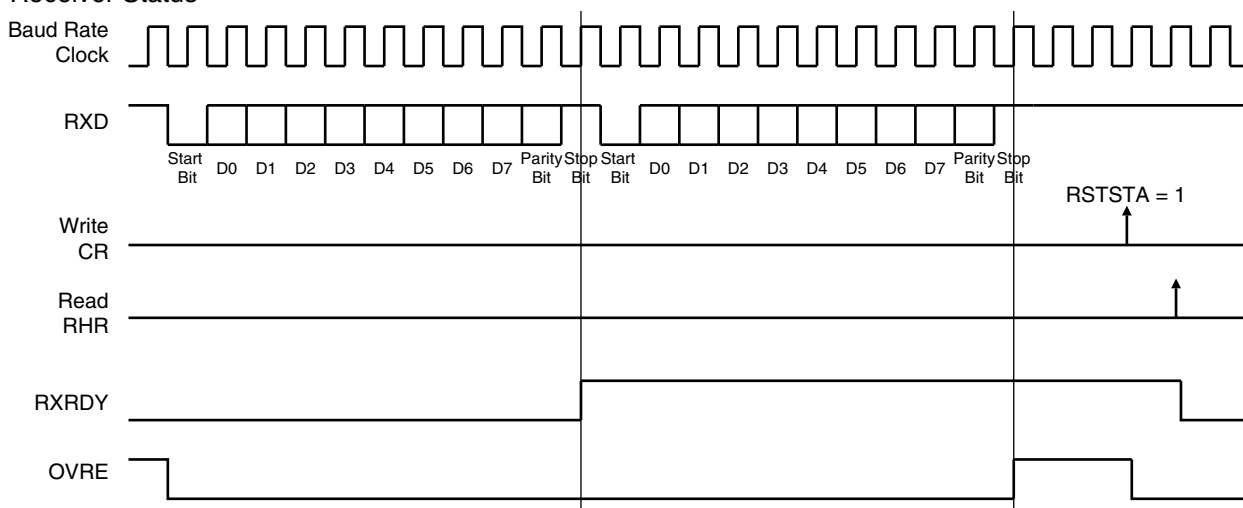 Receiver Status
Baud Rate
Clock
RXD
Start
Bit
D0
D1
D2
D3
D4
D5
D6
D7
Parity
Bit
Stop
Bit
Start
Bit
D0
D1
D2
D3
D4
D5
D6
D7
Parity
Bit
Stop
Bit
RSTSTA = 1
Write
CR
Read
RHR
RXRDY
OVRE